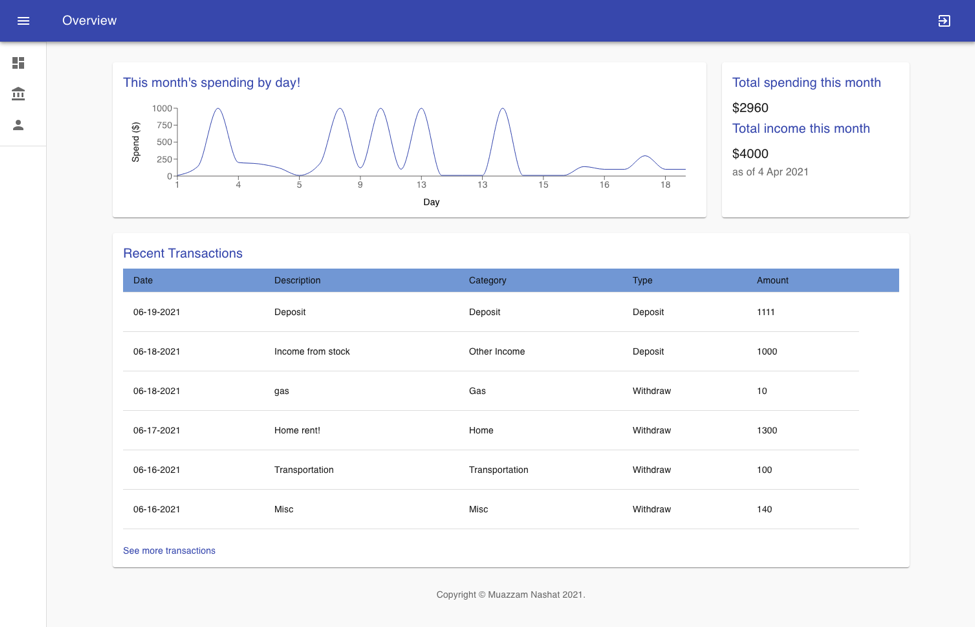 Overview
This month's spending by day!
1000
750
500
250
0
Spend ($)
1 4 5 9 13 13 15 16 18
Day
Total spending this month
$2960
Total income this month
$4000
as of 4 Apr 2021
Recent Transactions
Date Description Category Type Amount
06-19-2021 Deposit Deposit Deposit 1111
06-18-2021 Income from stock Other Income Deposit 1000
06-18-2021 gas Gas Withdraw 10
06-17-2021 Home rent! Home Withdraw 1300
06-16-2021 Transportation Transportation Withdraw 100
06-16-2021 Misc Misc Withdraw 140
See more transactions
Copyright © Muazzam Nashat 2021.